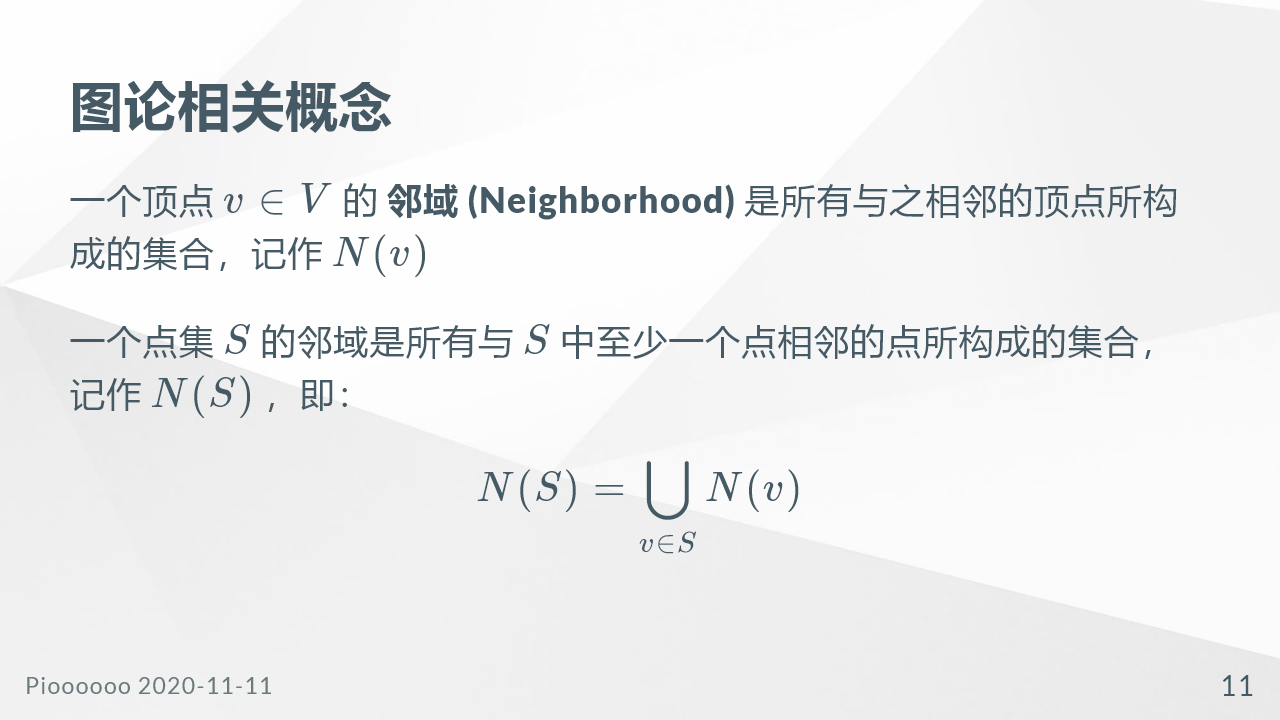 图论相关概念
一个顶点 v ∈ V 的 邻域 (Neighborhood) 是所有与之相邻的顶点所构
成的集合，记作 N(v)
一个点集 S 的邻域是所有与 S 中至少一个点相邻的点所构成的集合，
记作 N(S) ，即：
N(S) = ⋃ N(v)
v∈S
Pioooooo 2020-11-11
11